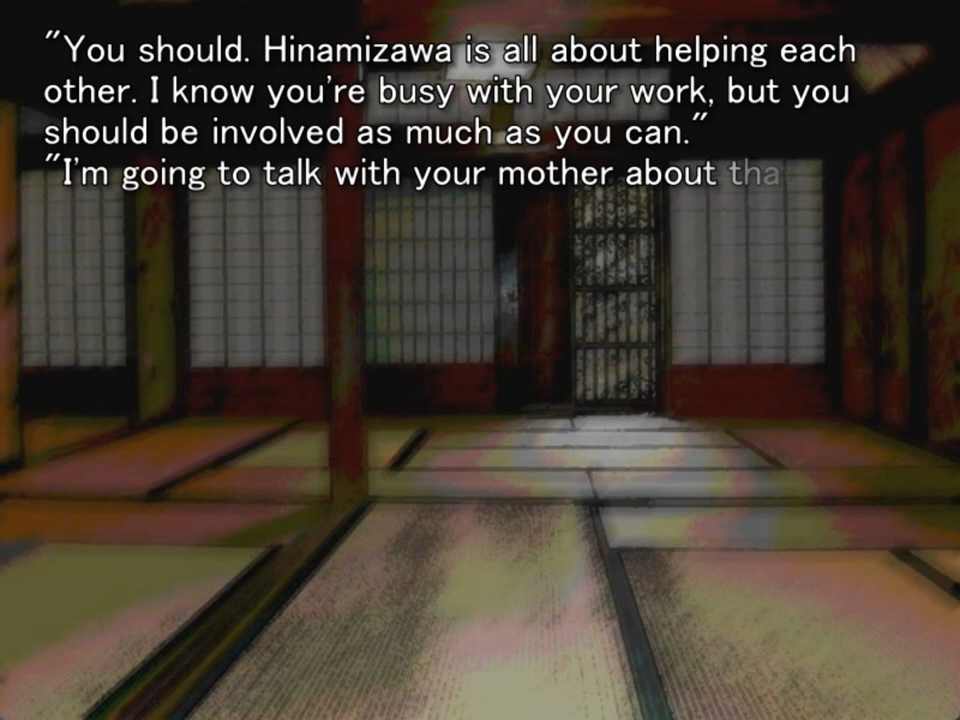 "You should. Hinamizawa is all about helping each
other. I know you're busy with your work, but you
should be involved as much as you can."
"I'm going to talk with your mother about tha